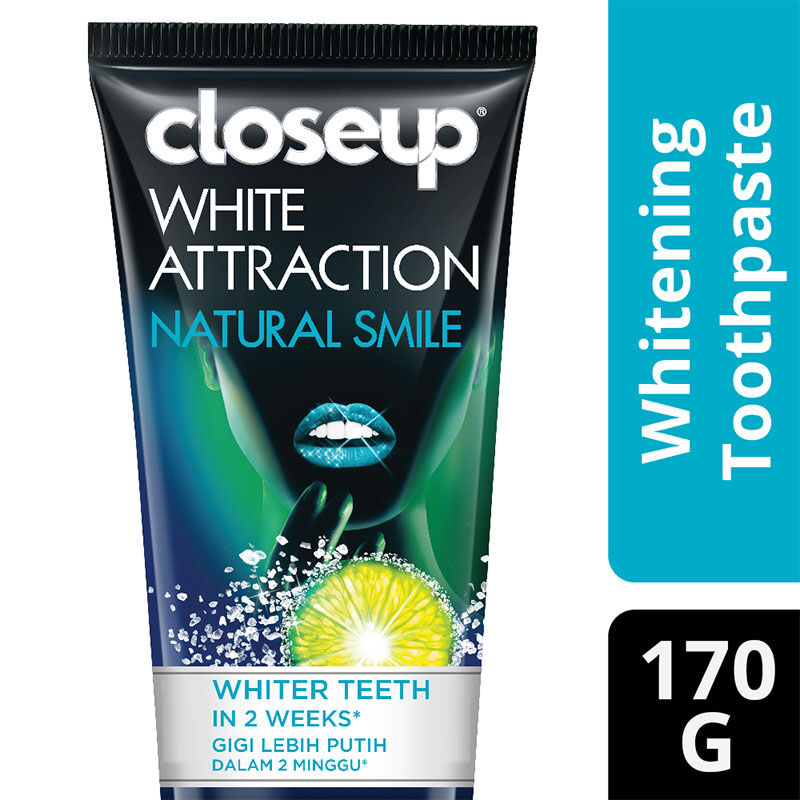 closeup®
WHITE
ATTRACTION
NATURAL SMILE
WHITER TEETH
IN 2 WEEKS*
GIGI LEBIH PUTIH
DALAM 2 MINGGU*
Whitening
Toothpaste
170
G